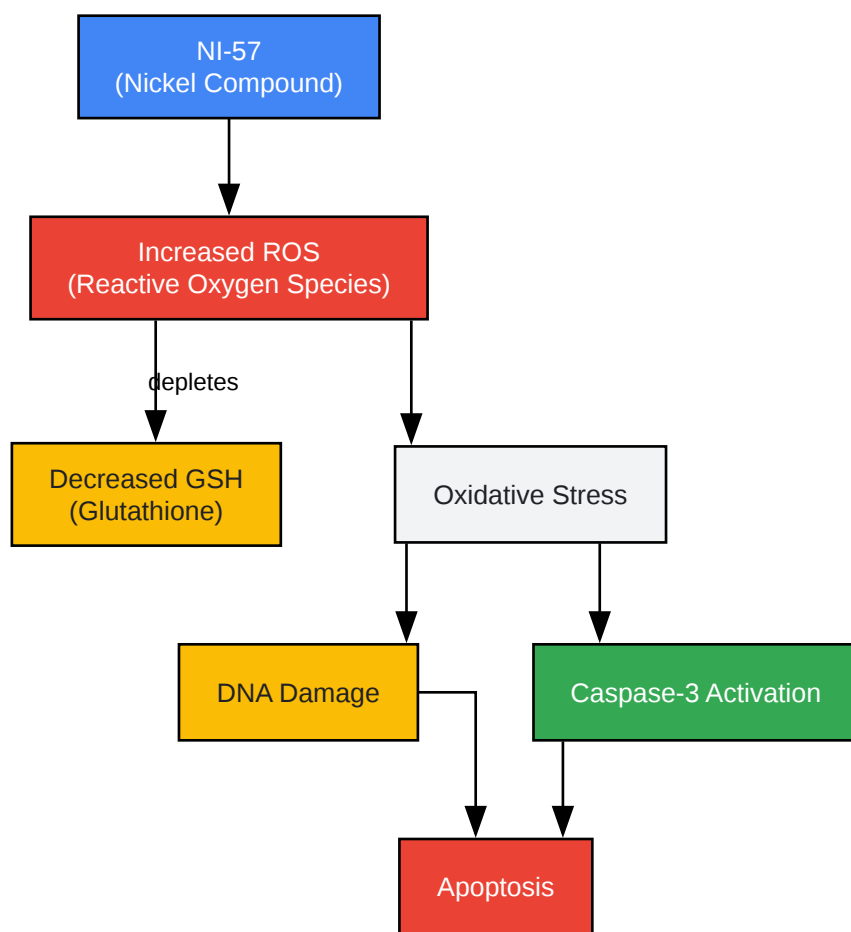 NI-57
(Nickel Compound)
Increased ROS
(Reactive Oxygen Species)
depletes
Decreased GSH
(Glutathione)
Oxidative Stress
DNA Damage
Caspase-3 Activation
Apoptosis